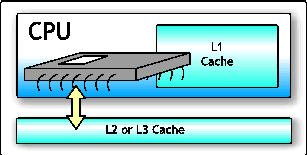 CPU
L1
Cache
L2 or L3 Cache